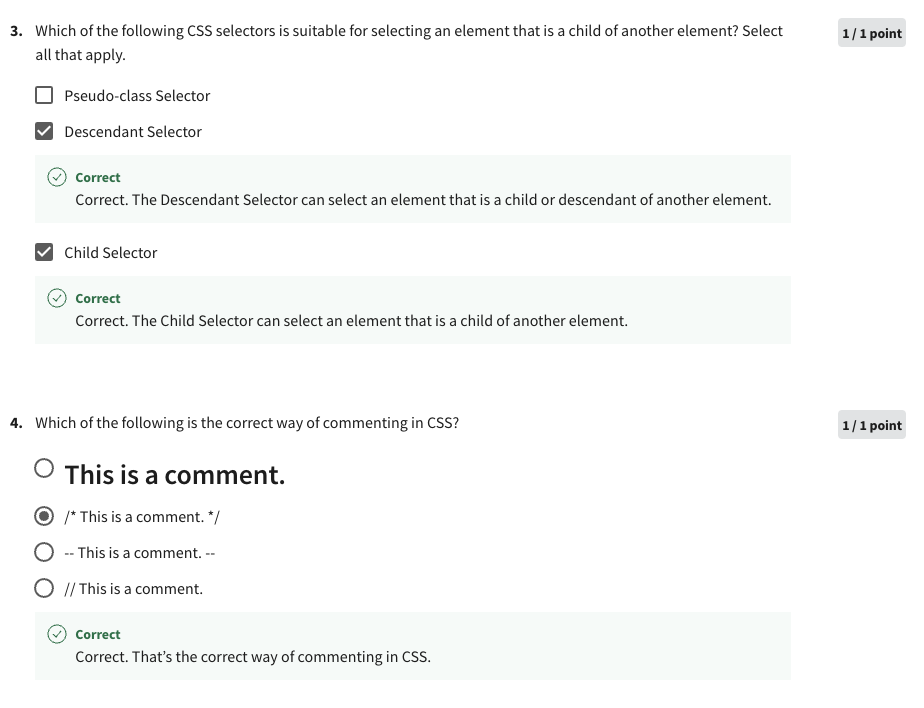 3. Which of the following CSS selectors is suitable for selecting an element that is a child of another element? Select
all that apply.
1 / 1 point
Pseudo-class Selector
Descendant Selector
Correct
Correct. The Descendant Selector can select an element that is a child or descendant of another element.
Child Selector
Correct
Correct. The Child Selector can select an element that is a child of another element.
4. Which of the following is the correct way of commenting in CSS?
1 / 1 point
This is a comment.
/* This is a comment. */
-- This is a comment. --
// This is a comment.
Correct
Correct. That’s the correct way of commenting in CSS.